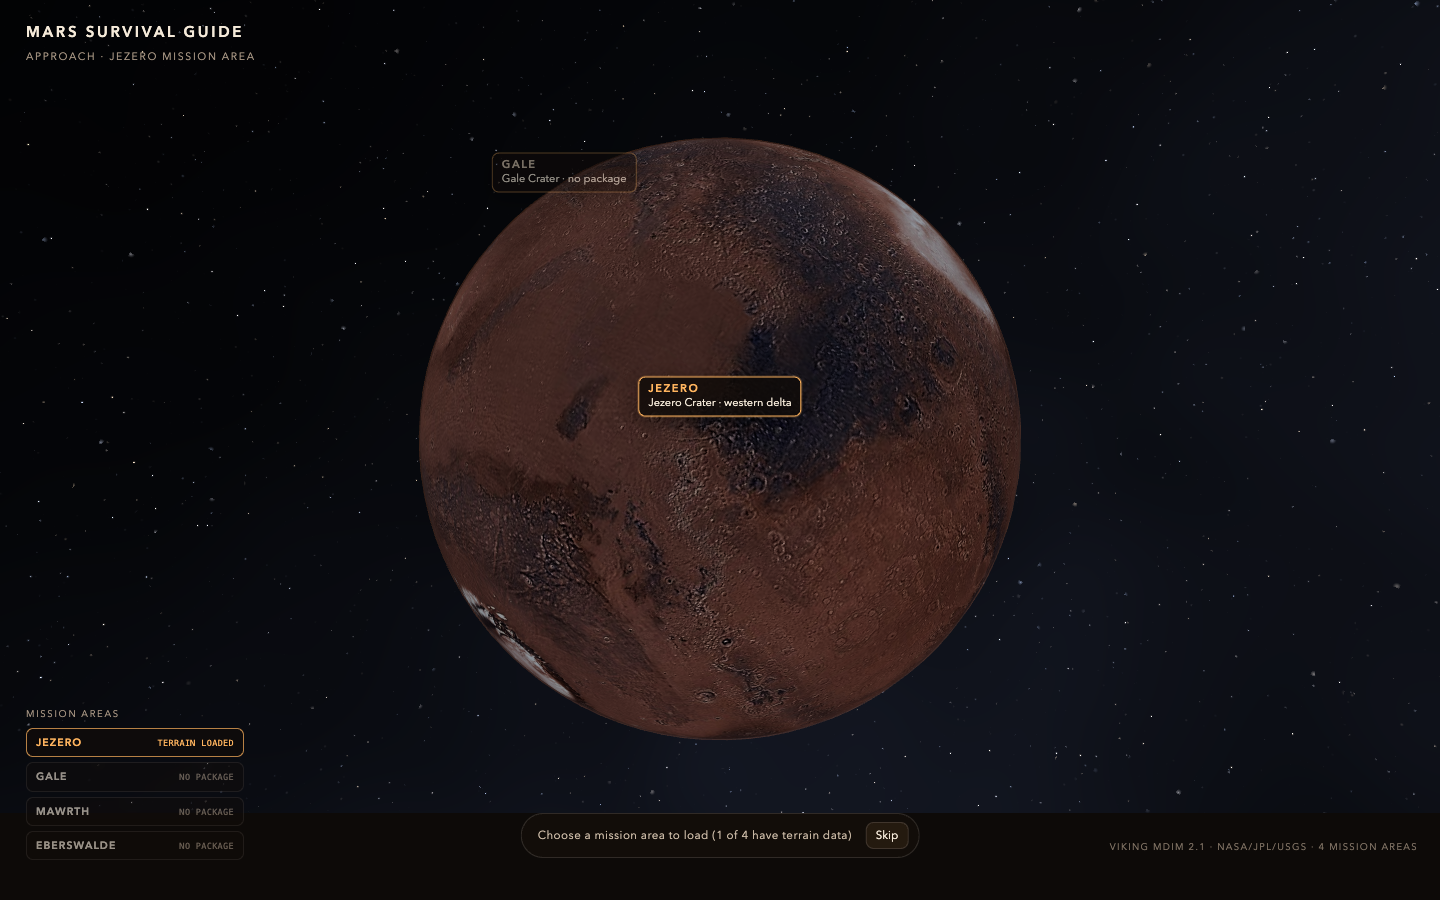 MARS SURVIVAL GUIDE
APPROACH · JEZERO MISSION AREA
GALE
Gale Crater · no package
JEZERO
Jezero Crater · western delta
MISSION AREAS
JEZERO TERRAIN LOADED
GALE NO PACKAGE
MAWRTH NO PACKAGE
EBERSWALDE NO PACKAGE
Choose a mission area to load (1 of 4 have terrain data) Skip
VIKING MDIM 2.1 · NASA/JPL/USGS · 4 MISSION AREAS